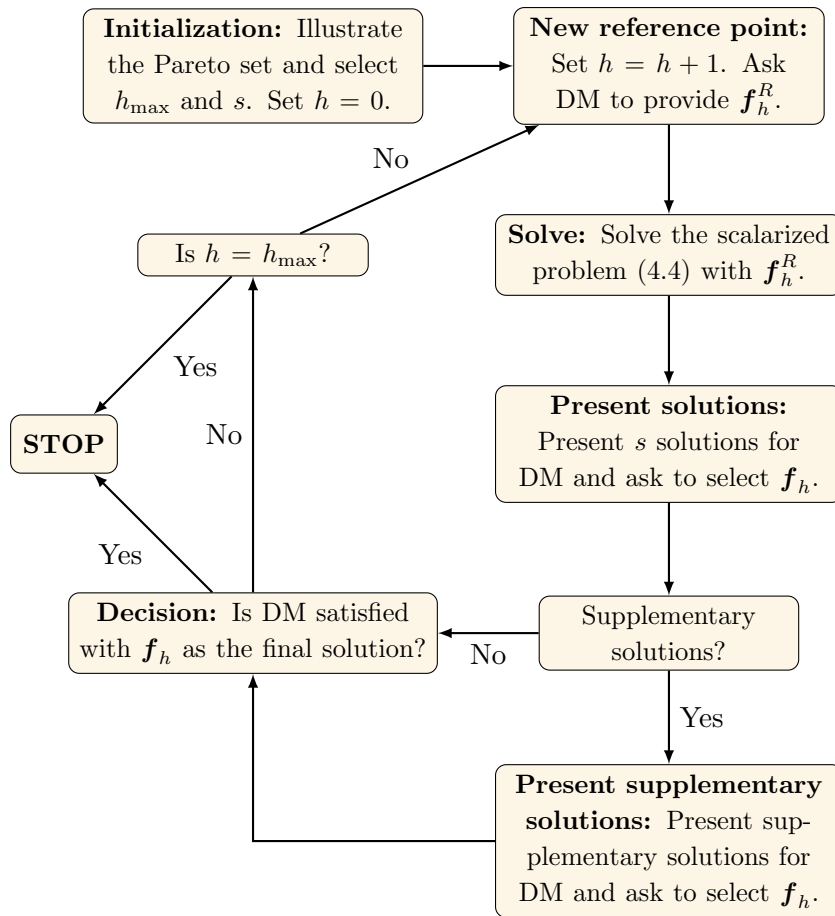 Initialization: Illustrate
the Pareto set and select
h_max and s. Set h = 0.
New reference point:
Set h = h + 1. Ask
DM to provide f_h^R.
No
Is h = h_max?
Solve: Solve the scalarized
problem (4.4) with f_h^R.
Yes
STOP
No
Present solutions:
Present s solutions for
DM and ask to select f_h.
Yes
Decision: Is DM satisfied
with f_h as the final solution?
No
Supplementary
solutions?
Yes
Present supplementary
solutions: Present sup-
plementary solutions for
DM and ask to select f_h.